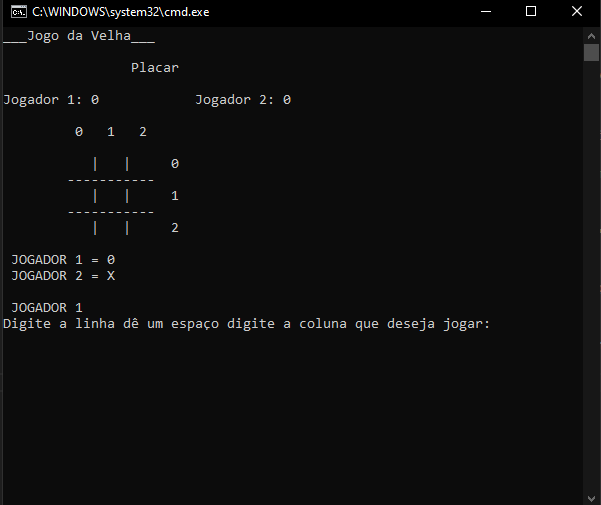 C:\WINDOWS\system32\cmd.exe
___Jogo da Velha___
Placar
Jogador 1: 0            Jogador 2: 0
0   1   2
|   |     0
-----------
|   |     1
-----------
|   |     2
JOGADOR 1 = 0
JOGADOR 2 = X
JOGADOR 1
Digite a linha dê um espaço digite a coluna que deseja jogar: